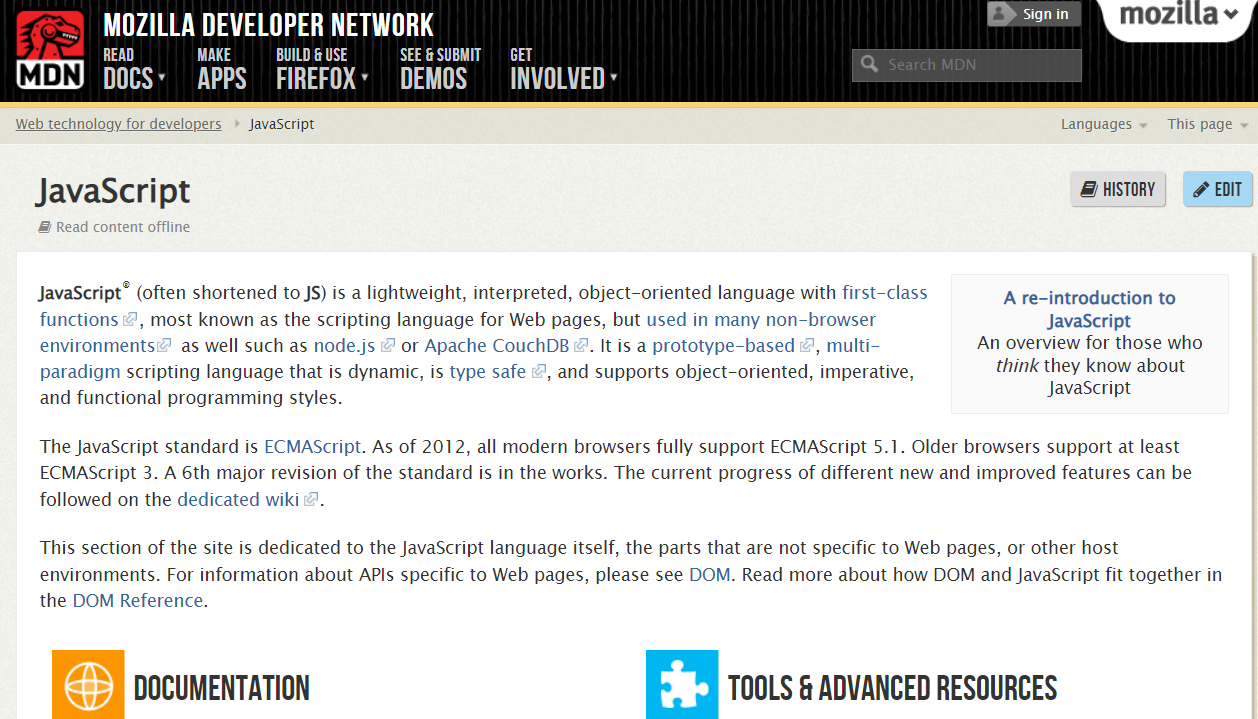 MOZILLA DEVELOPER NETWORK
Sign in
mozilla
MDN
READ
DOCS
MAKE
APPS
BUILD & USE
FIREFOX
SEE & SUBMIT
DEMOS
GET
INVOLVED
Search MDN
Web technology for developers
JavaScript
Languages
This page
JavaScript
HISTORY
EDIT
Read content offline
JavaScript® (often shortened to JS) is a lightweight, interpreted, object-oriented language with first-class
functions, most known as the scripting language for Web pages, but used in many non-browser
environments as well such as node.js or Apache CouchDB. It is a prototype-based, multi-
paradigm scripting language that is dynamic, is type safe, and supports object-oriented, imperative,
and functional programming styles.
A re-introduction to
JavaScript
An overview for those who
think they know about
JavaScript
The JavaScript standard is ECMAScript. As of 2012, all modern browsers fully support ECMAScript 5.1. Older browsers support at least
ECMAScript 3. A 6th major revision of the standard is in the works. The current progress of different new and improved features can be
followed on the dedicated wiki.
This section of the site is dedicated to the JavaScript language itself, the parts that are not specific to Web pages, or other host
environments. For information about APIs specific to Web pages, please see DOM. Read more about how DOM and JavaScript fit together in
the DOM Reference.
DOCUMENTATION
TOOLS & ADVANCED RESOURCES